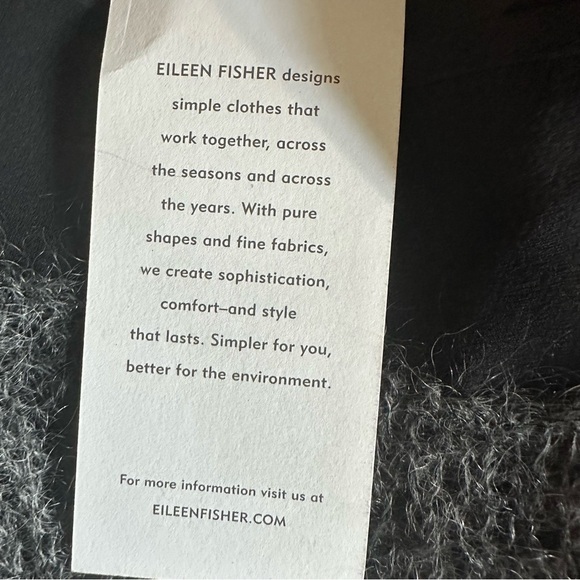 EILEEN FISHER designs
simple clothes that
work together, across
the seasons and across
the years. With pure
shapes and fine fabrics,
we create sophistication,
comfort–and style
that lasts. Simpler for you,
better for the environment.
For more information visit us at
EILEENFISHER.COM